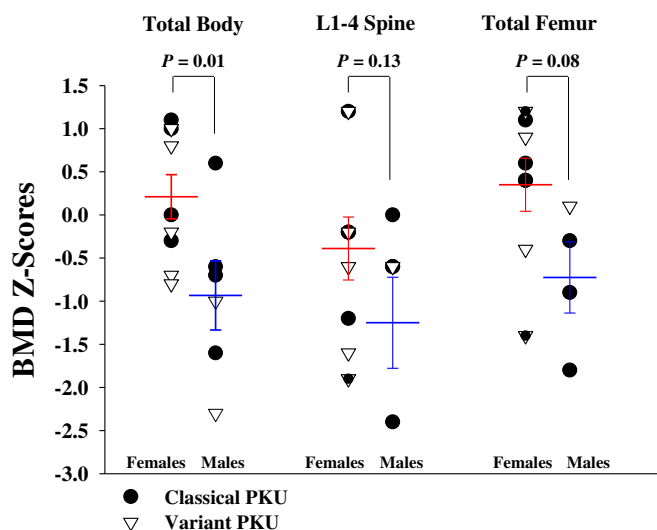 Total Body L1-4 Spine Total Femur
P = 0.01 P = 0.13 P = 0.08
BMD Z-Scores
1.5
1.0
0.5
0.0
-0.5
-1.0
-1.5
-2.0
-2.5
-3.0
Females Males Females Males Females Males
Classical PKU
Variant PKU